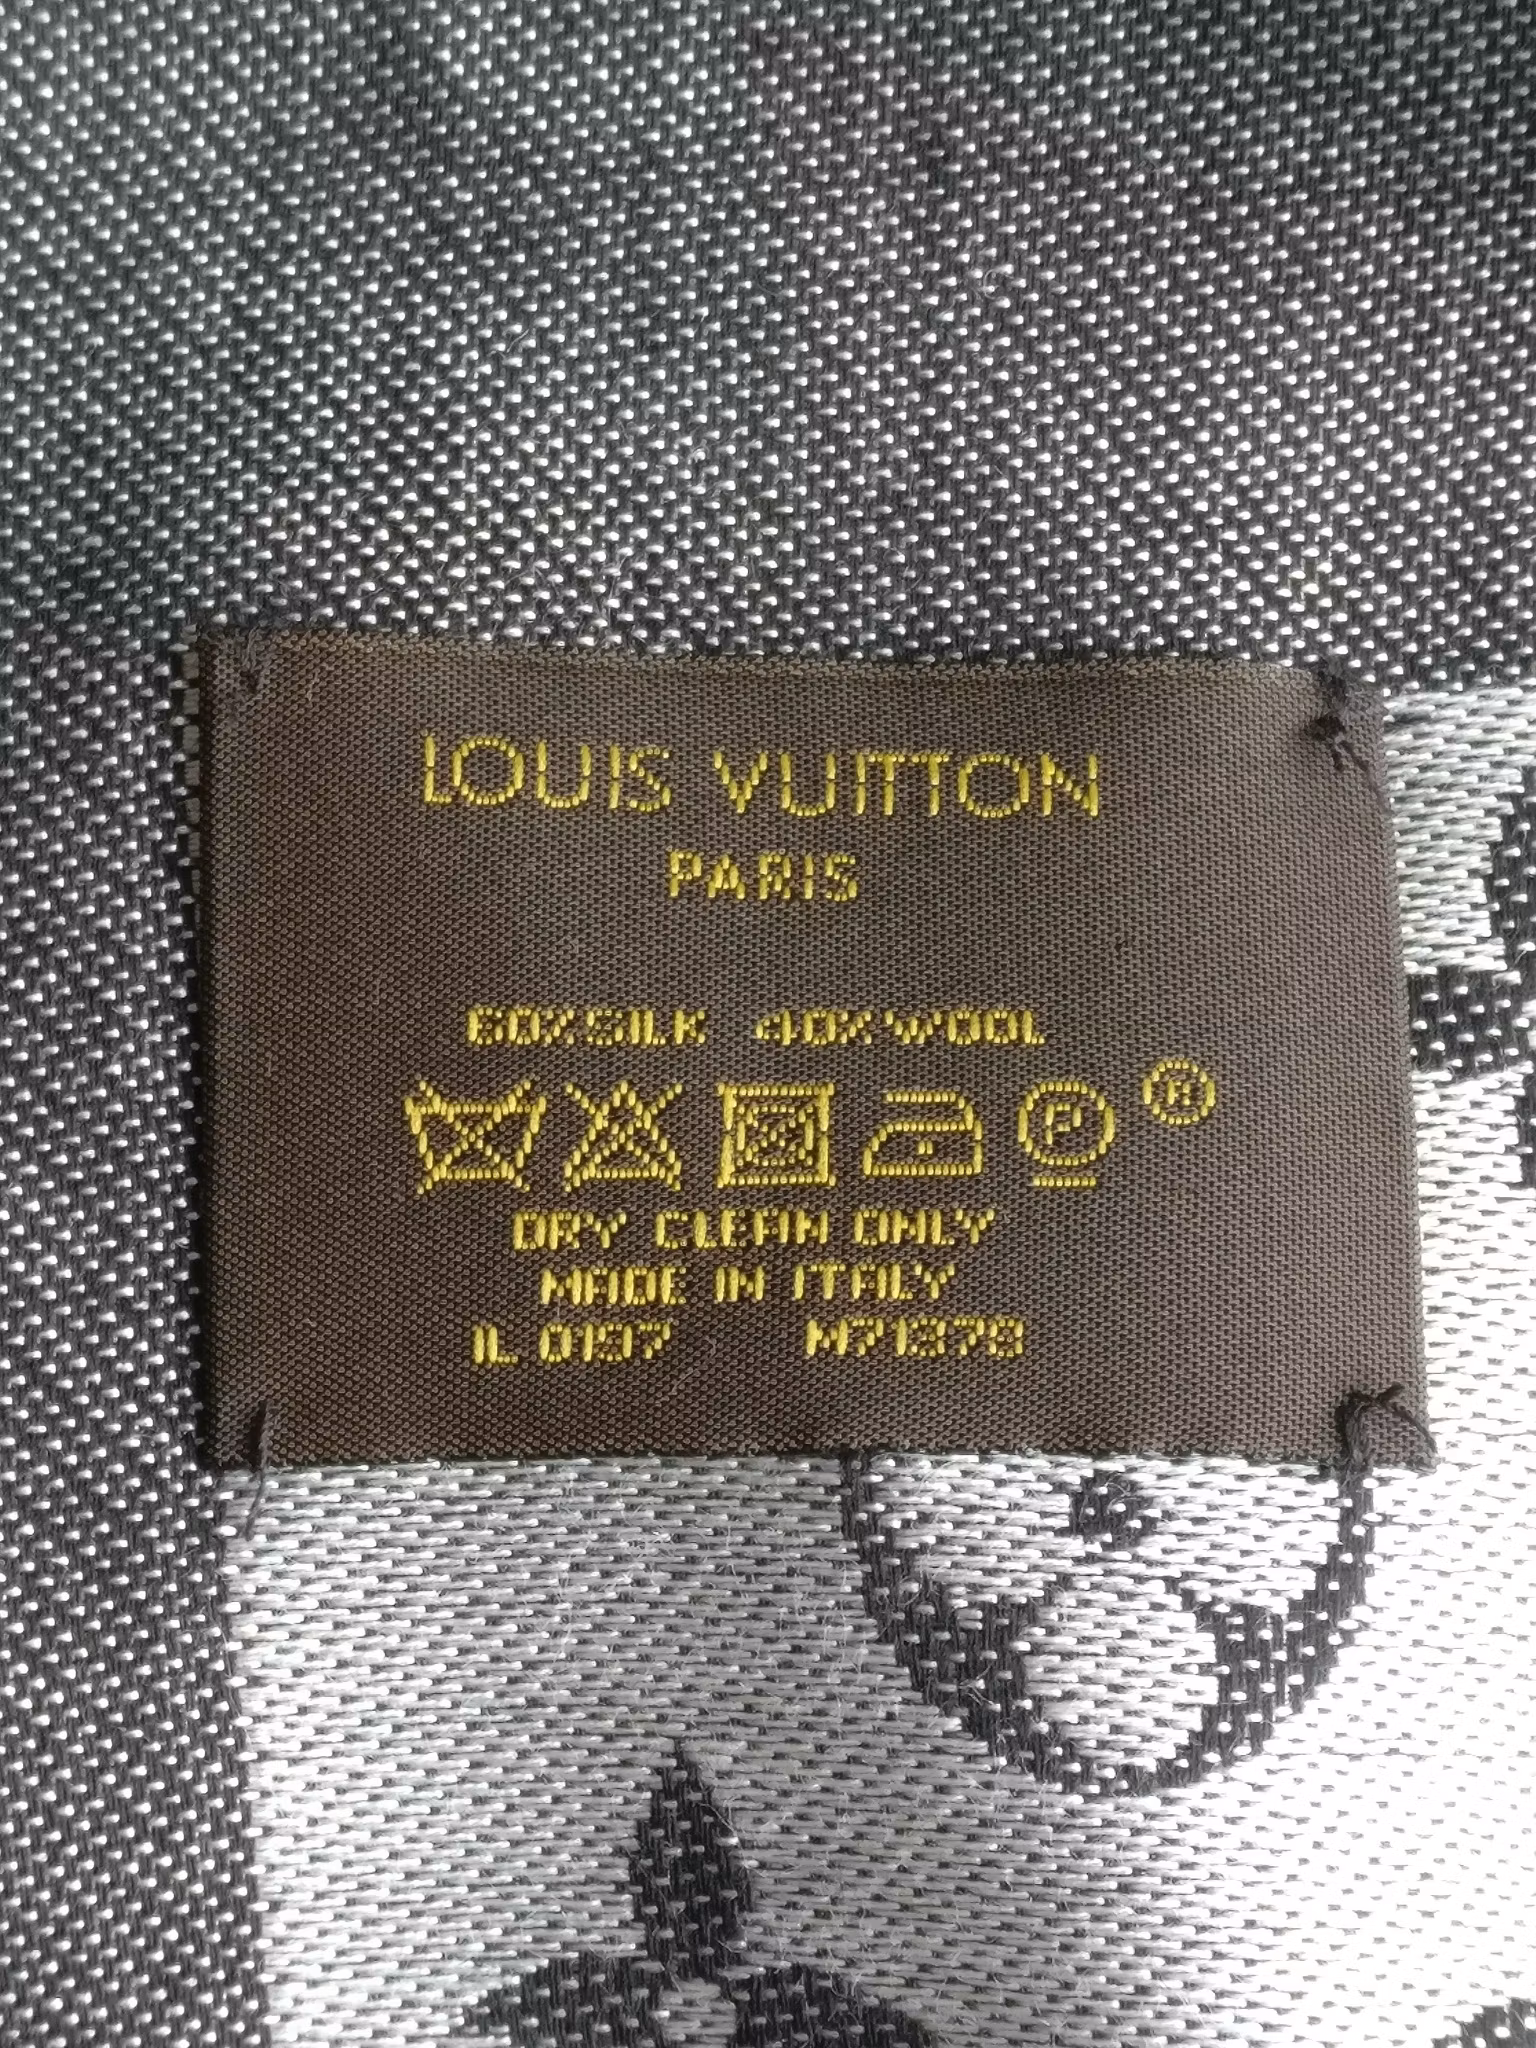 LOUIS VUITTON
PARIS
60%SILK 40%WOOL
P ®
DRY CLEAN ONLY
MADE IN ITALY
IL 0197 M71378